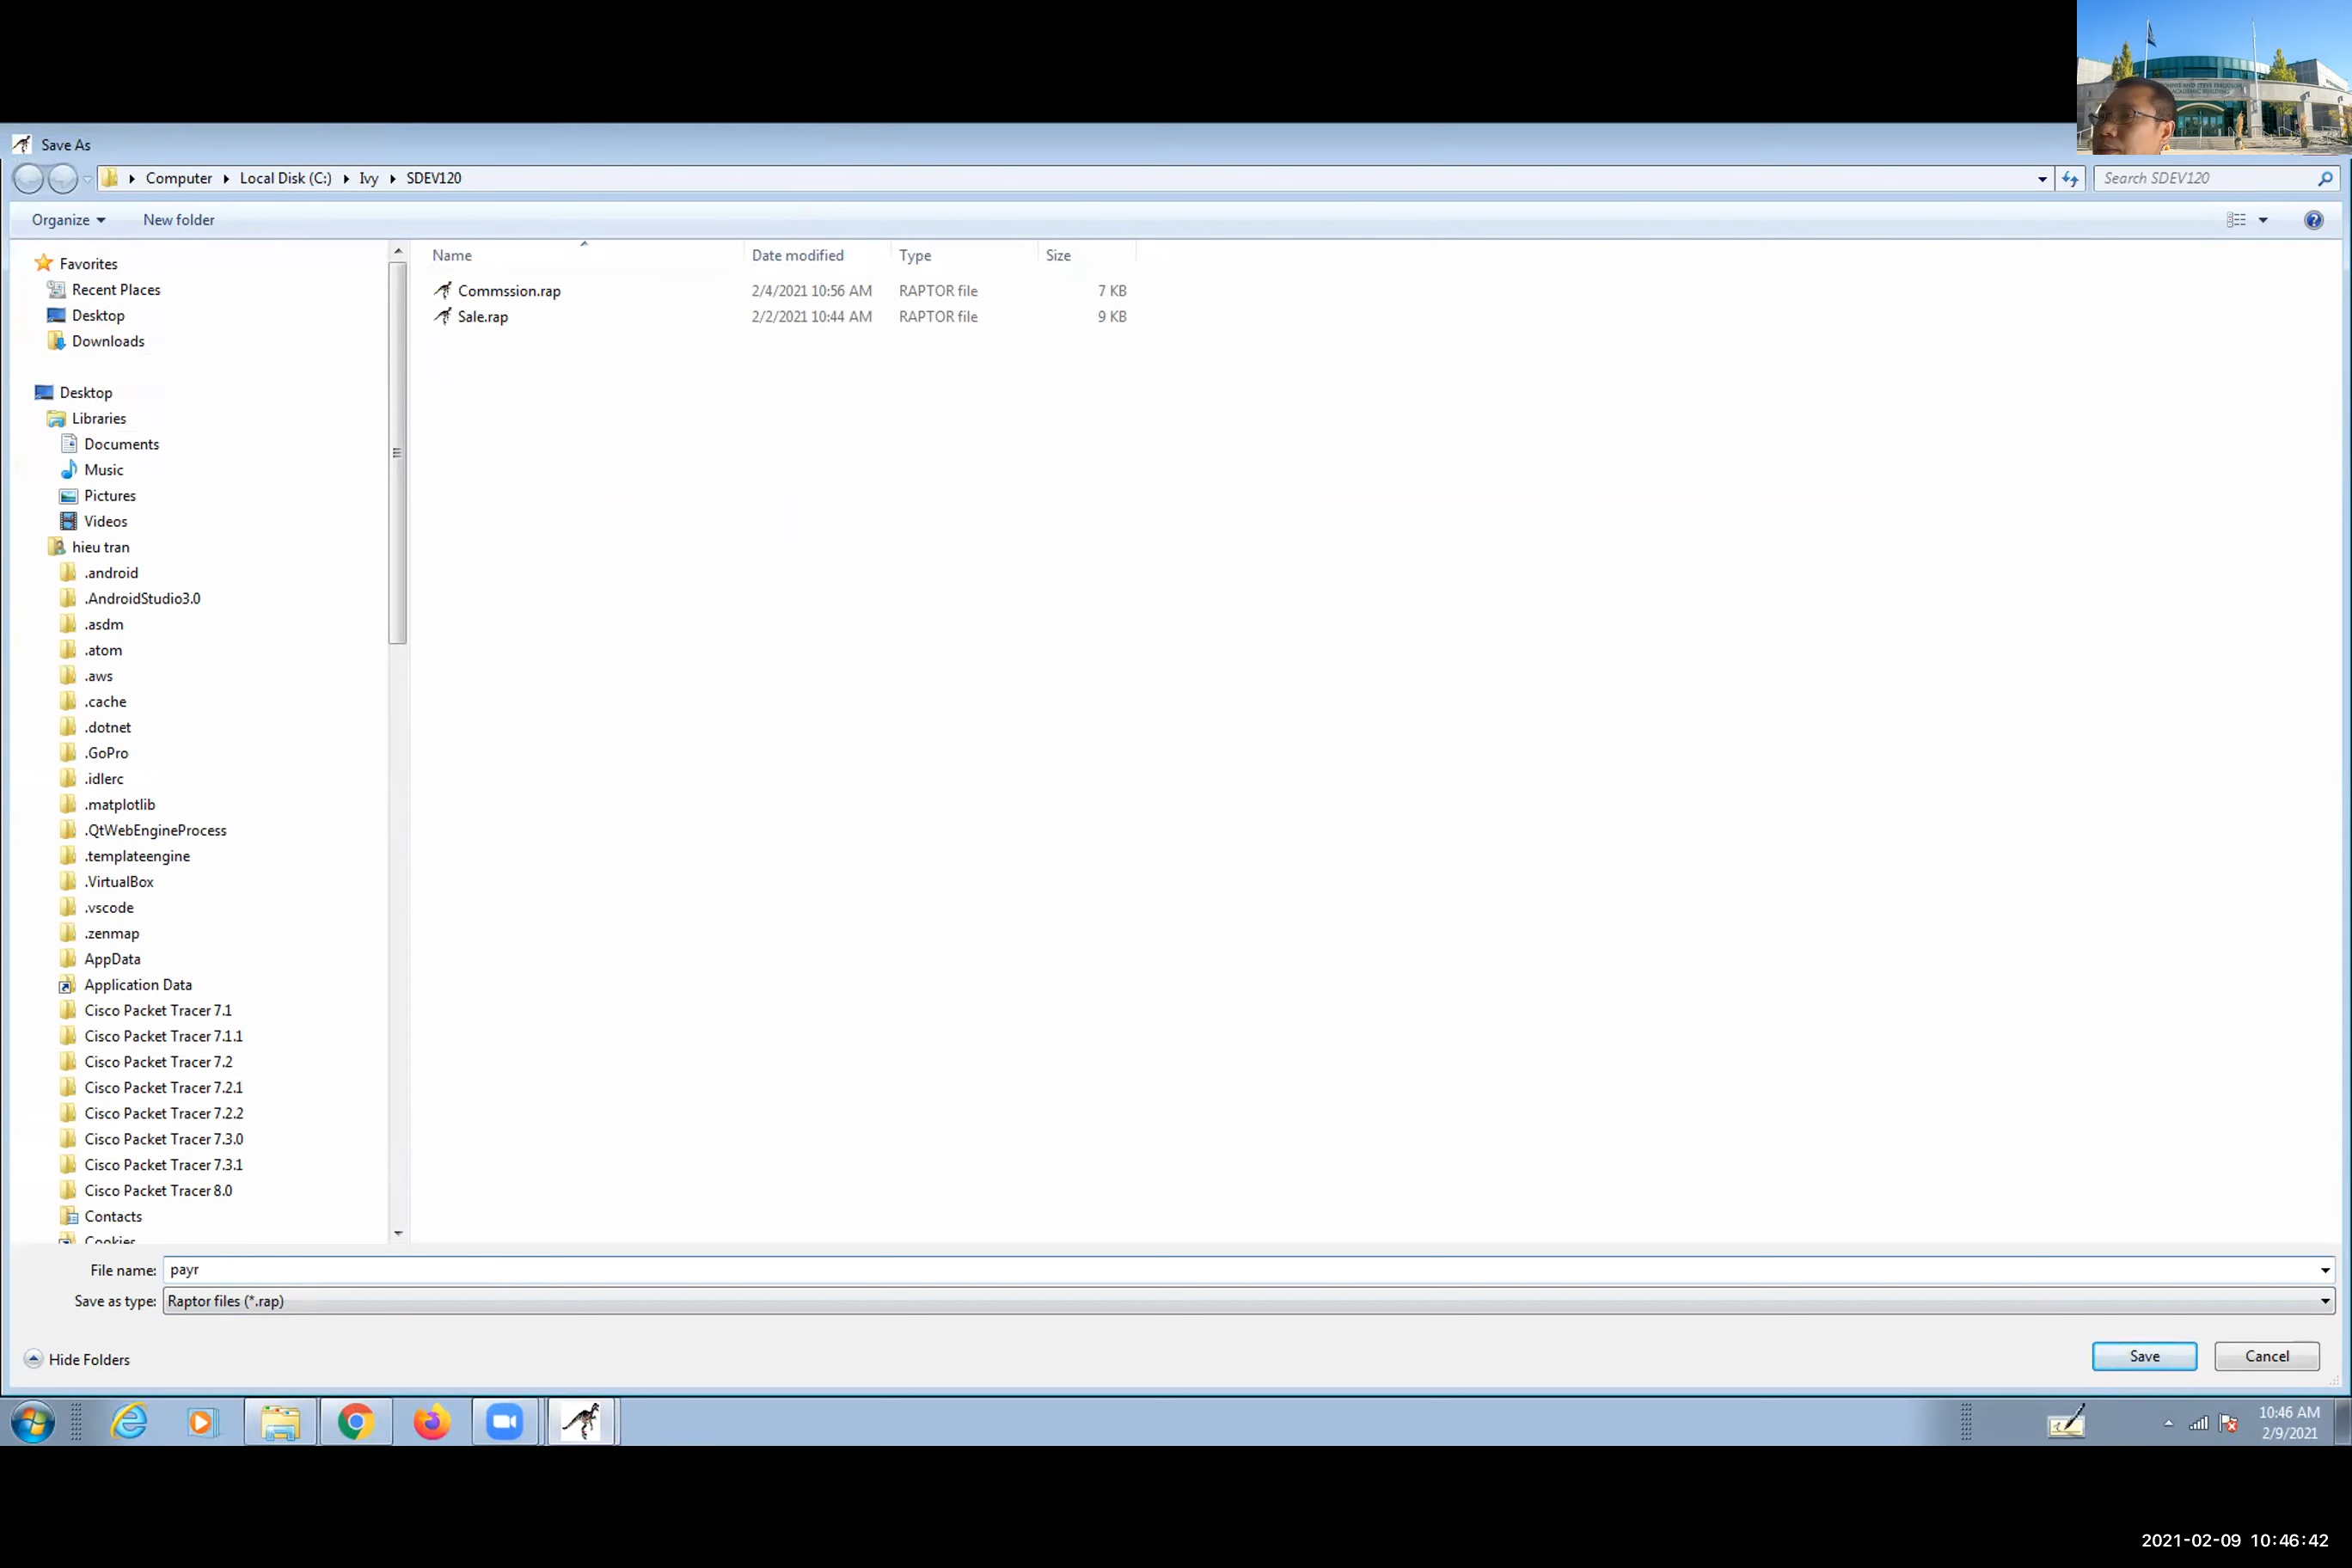 Save As
Computer Local Disk (C:) Ivy SDEV120
Search SDEV120
Organize New folder
Name Date modified Type Size
Commssion.rap 2/4/2021 10:56 AM RAPTOR file 7 KB
Sale.rap 2/2/2021 10:44 AM RAPTOR file 9 KB
Favorites
Recent Places
Desktop
Downloads
Desktop
Libraries
Documents
Music
Pictures
Videos
hieu tran
.android
.AndroidStudio3.0
.asdm
.atom
.aws
.cache
.dotnet
.GoPro
.idlerc
.matplotlib
.QtWebEngineProcess
.templateengine
.VirtualBox
.vscode
.zenmap
AppData
Application Data
Cisco Packet Tracer 7.1
Cisco Packet Tracer 7.1.1
Cisco Packet Tracer 7.2
Cisco Packet Tracer 7.2.1
Cisco Packet Tracer 7.2.2
Cisco Packet Tracer 7.3.0
Cisco Packet Tracer 7.3.1
Cisco Packet Tracer 8.0
Contacts
Cookies
File name: payr
Save as type: Raptor files (*.rap)
Hide Folders
Save Cancel
10:46 AM
2/9/2021
2021-02-09 10:46:42